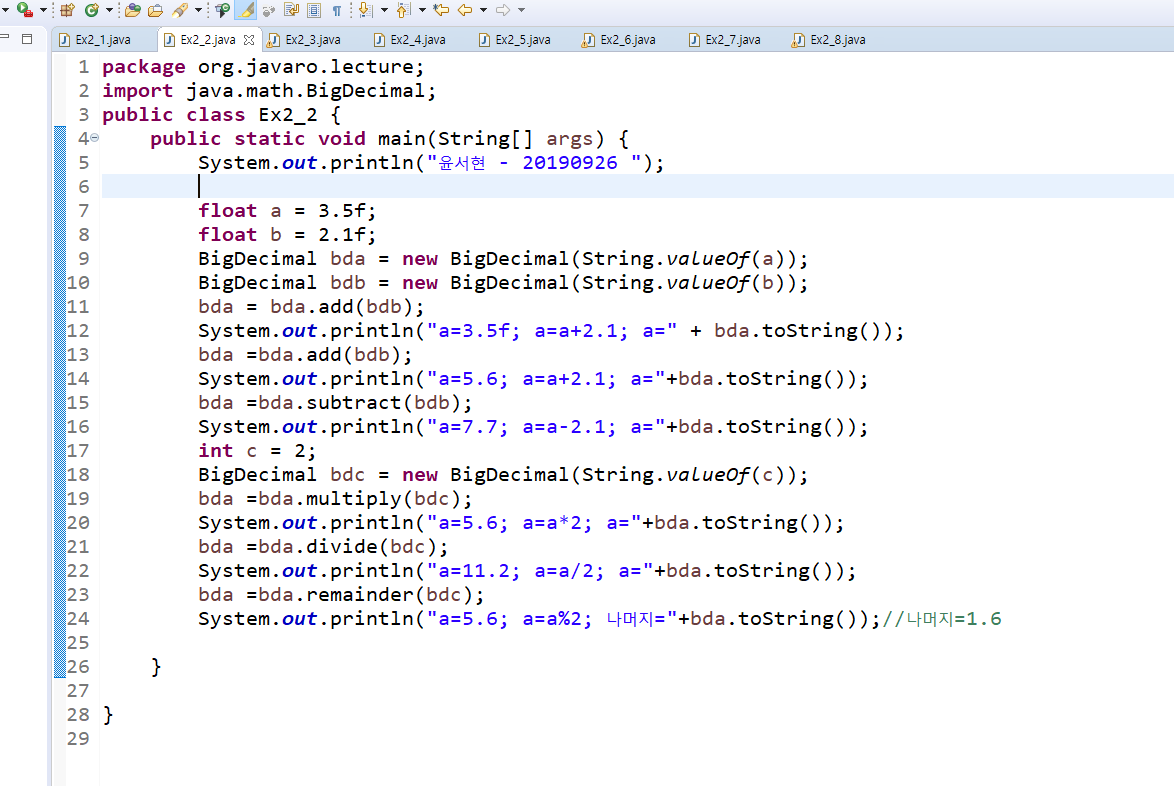 Ex2_1.java Ex2_2.java Ex2_3.java Ex2_4.java Ex2_5.java Ex2_6.java Ex2_7.java Ex2_8.java
1 package org.javaro.lecture;
2 import java.math.BigDecimal;
3 public class Ex2_2 {
4 public static void main(String[] args) {
5 System.out.println("윤서현 - 20190926 ");
6
7 float a = 3.5f;
8 float b = 2.1f;
9 BigDecimal bda = new BigDecimal(String.valueOf(a));
10 BigDecimal bdb = new BigDecimal(String.valueOf(b));
11 bda = bda.add(bdb);
12 System.out.println("a=3.5f; a=a+2.1; a=" + bda.toString());
13 bda =bda.add(bdb);
14 System.out.println("a=5.6; a=a+2.1; a="+bda.toString());
15 bda =bda.subtract(bdb);
16 System.out.println("a=7.7; a=a-2.1; a="+bda.toString());
17 int c = 2;
18 BigDecimal bdc = new BigDecimal(String.valueOf(c));
19 bda =bda.multiply(bdc);
20 System.out.println("a=5.6; a=a*2; a="+bda.toString());
21 bda =bda.divide(bdc);
22 System.out.println("a=11.2; a=a/2; a="+bda.toString());
23 bda =bda.remainder(bdc);
24 System.out.println("a=5.6; a=a%2; 나머지="+bda.toString());//나머지=1.6
25
26 }
27
28 }
29